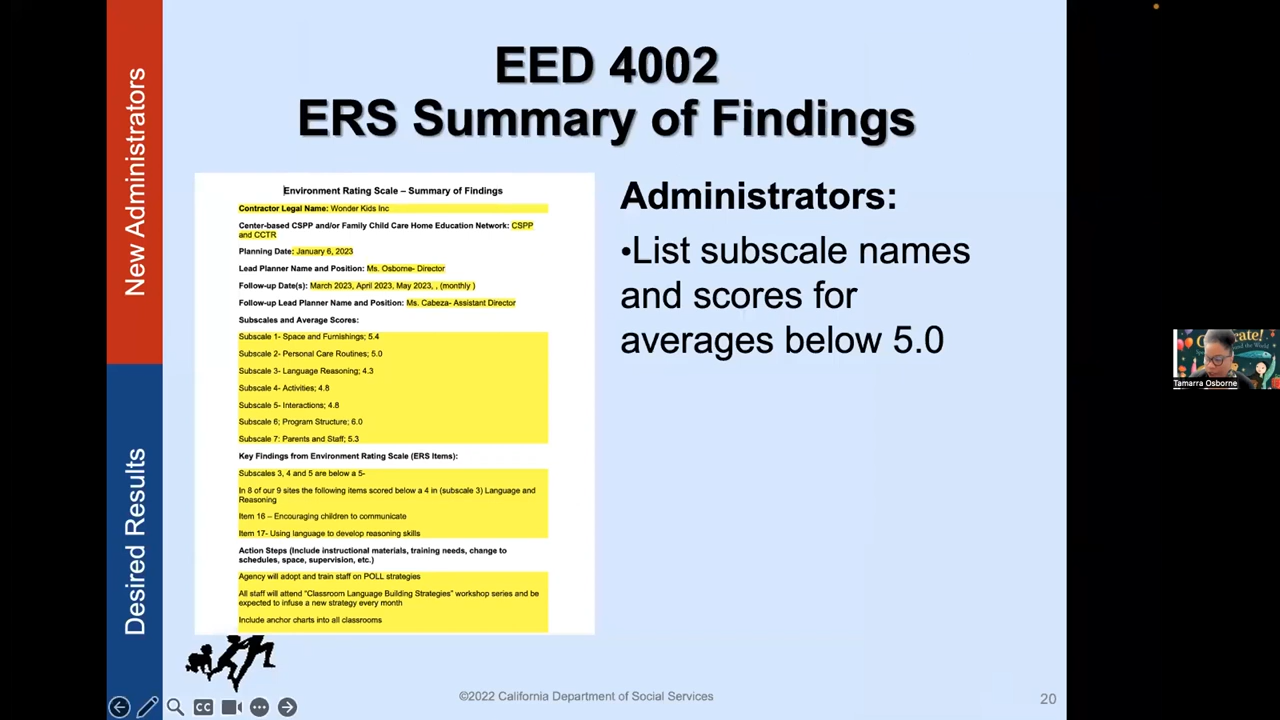 New Administrators
Desired Results
EED 4002
ERS Summary of Findings
Environment Rating Scale – Summary of Findings
Contractor Legal Name: Wonder Kids Inc
Center-based CSPP and/or Family Child Care Home Education Network: CSPP
and CCTR
Planning Date: January 6, 2023
Lead Planner Name and Position: Ms. Osborne- Director
Follow-up Date(s): March 2023, April 2023, May 2023, , (monthly )
Follow-up Lead Planner Name and Position: Ms. Cabeza- Assistant Director
Subscales and Average Scores:
Subscale 1- Space and Furnishings; 5.4
Subscale 2- Personal Care Routines; 5.0
Subscale 3- Language Reasoning; 4.3
Subscale 4- Activities; 4.8
Subscale 5- Interactions; 4.8
Subscale 6; Program Structure; 6.0
Subscale 7: Parents and Staff; 5.3
Key Findings from Environment Rating Scale (ERS Items):
Subscales 3, 4 and 5 are below a 5-
In 8 of our 9 sites the following items scored below a 4 in (subscale 3) Language and
Reasoning
Item 16 – Encouraging children to communicate
Item 17- Using language to develop reasoning skills
Action Steps (Include instructional materials, training needs, change to
schedules, space, supervision, etc.)
Agency will adopt and train staff on POLL strategies
All staff will attend "Classroom Language Building Strategies" workshop series and be
expected to infuse a new strategy every month
Include anchor charts into all classrooms
Administrators:
•List subscale names
and scores for
averages below 5.0
Tamarra Osborne
CC
©2022 California Department of Social Services
20